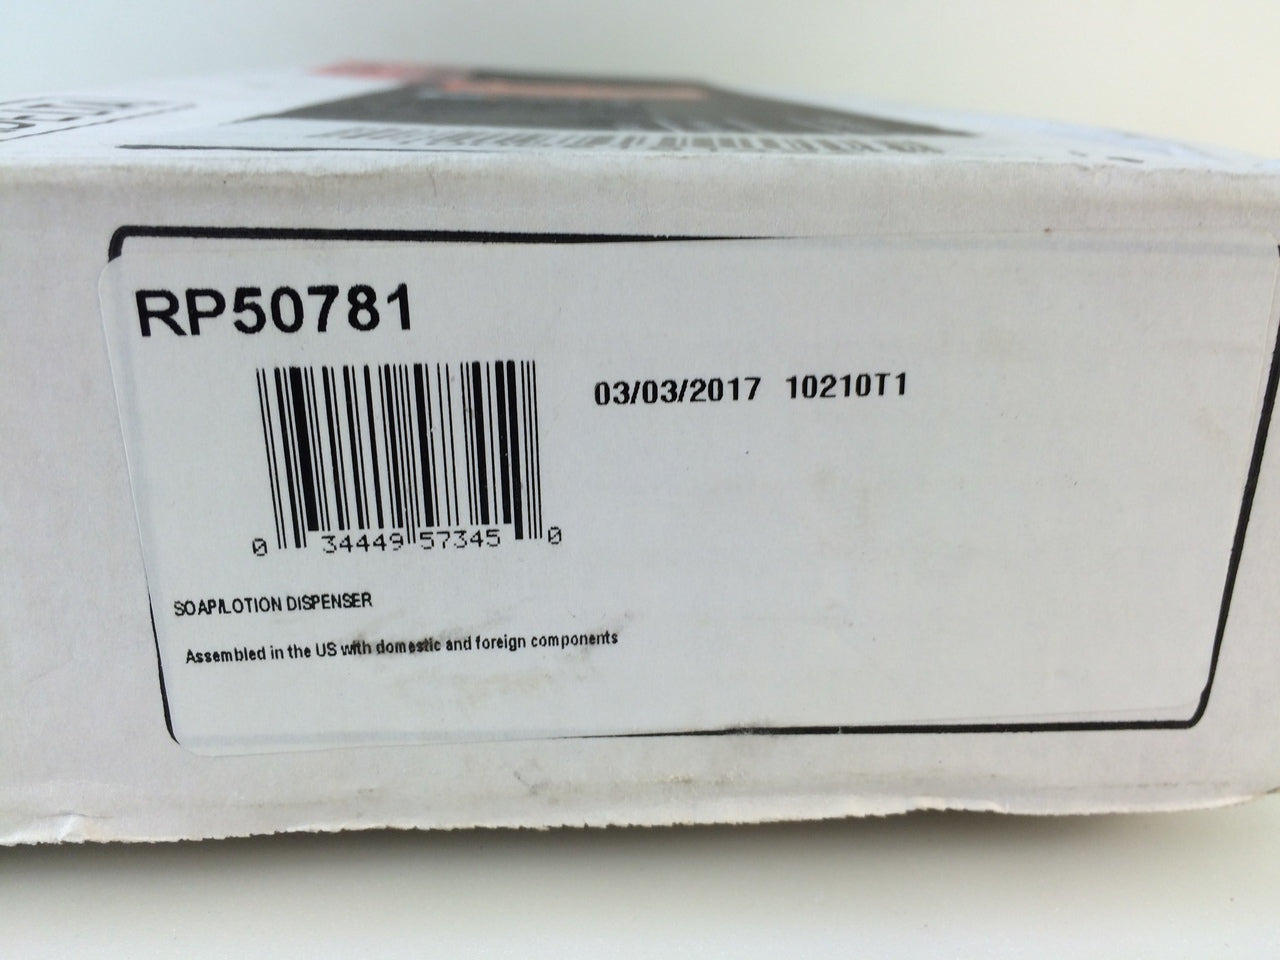 RP50781
03/03/2017 10210T1
0 34449 57345 0
SOAP/LOTION DISPENSER
Assembled in the US with domestic and foreign components